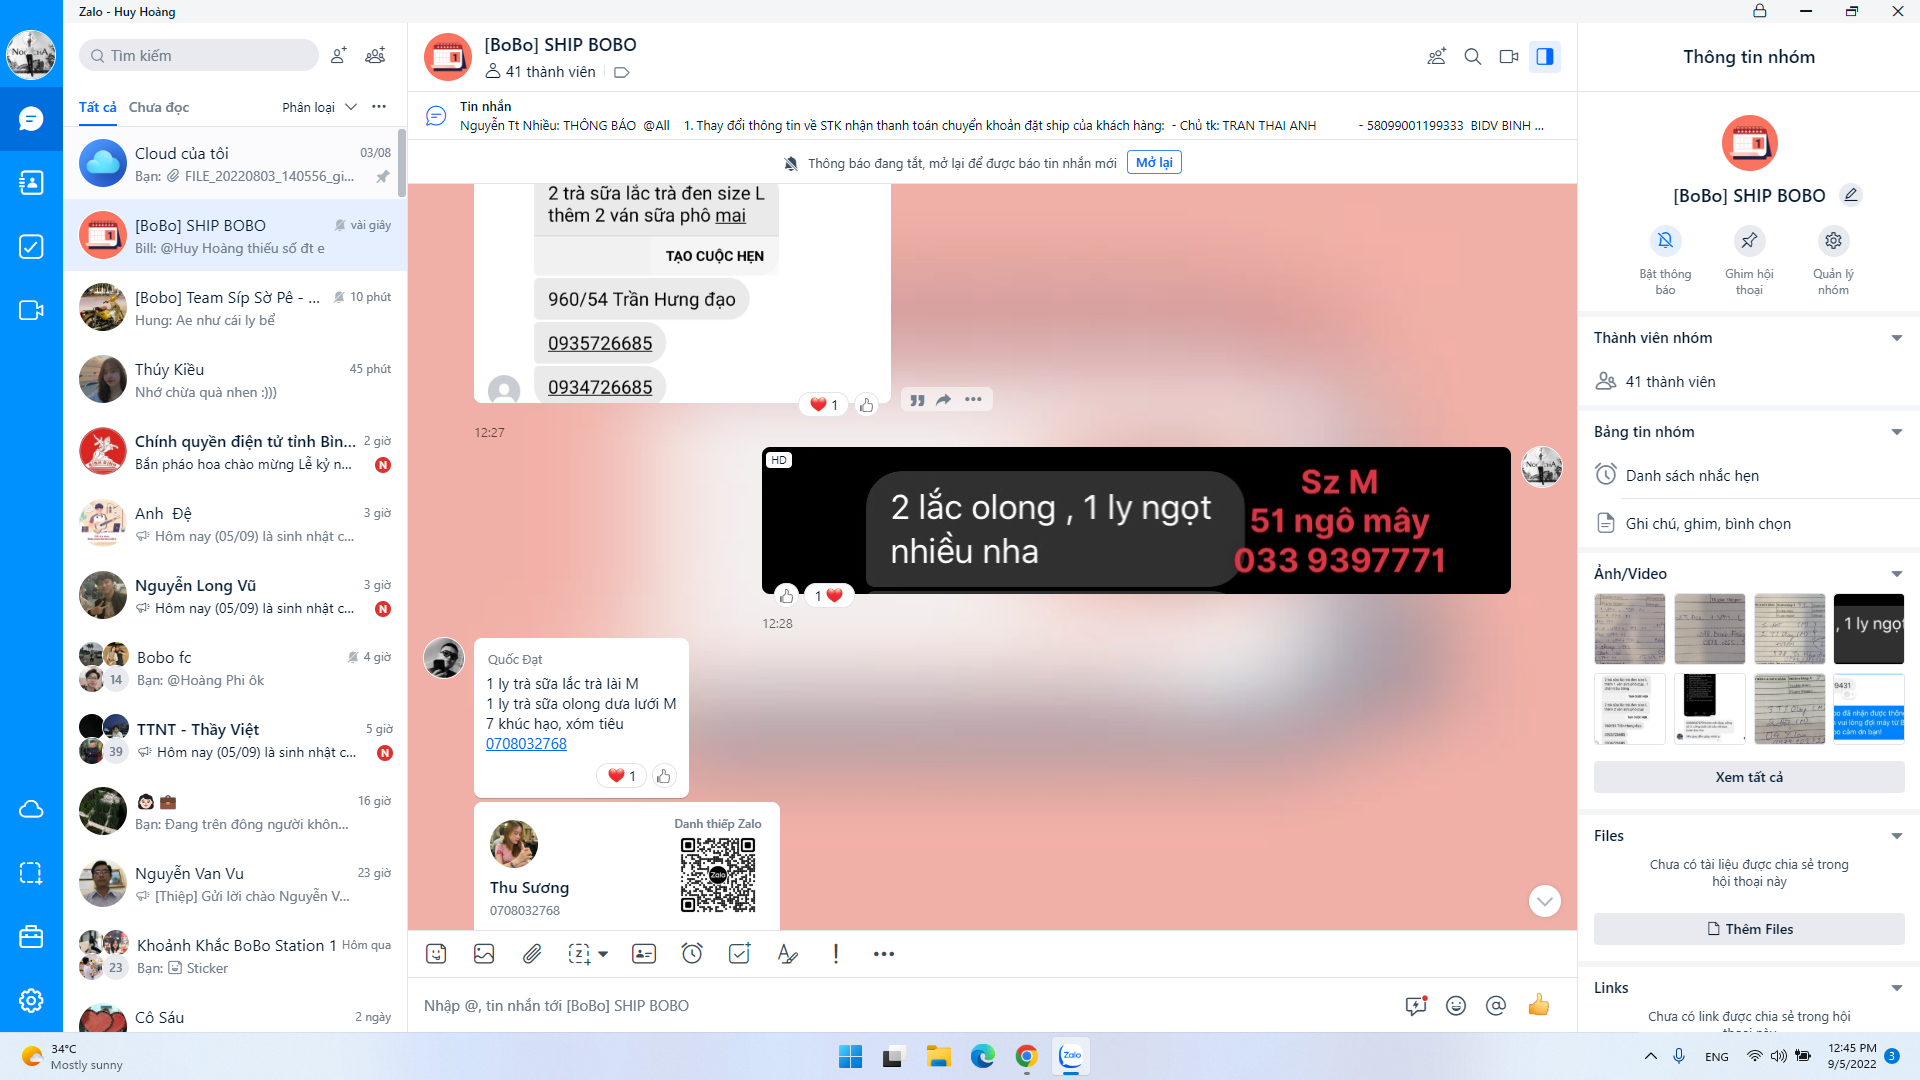 Zalo - Huy Hoàng
Tìm kiếm
Tất cả
Chưa đọc
Phân loại
Cloud của tôi
03/08
Bạn: FILE_20220803_140556_gi...
[BoBo] SHIP BOBO
vài giây
Bill: @Huy Hoàng thiếu số đt e
[Bobo] Team Síp Sờ Pê - ...
10 phút
Hung: Ae như cái ly bể
Thúy Kiều
45 phút
Nhớ chừa quà nhen :)))
Chính quyền điện tử tỉnh Bìn...
2 giờ
Bắn pháo hoa chào mừng Lễ kỷ n...
N
Anh Đệ
3 giờ
Hôm nay (05/09) là sinh nhật c...
Nguyễn Long Vũ
3 giờ
Hôm nay (05/09) là sinh nhật c...
N
Bobo fc
4 giờ
14
Bạn: @Hoàng Phi ôk
TTNT - Thầy Việt
5 giờ
39
Hôm nay (05/09) là sinh nhật c...
N
16 giờ
Bạn: Đang trên đông người khôn...
Nguyễn Van Vu
23 giờ
[Thiệp] Gửi lời chào Nguyễn V...
Khoảnh Khắc BoBo Station 1
Hôm qua
23
Bạn: Sticker
Cô Sáu
2 ngày
[BoBo] SHIP BOBO
41 thành viên
Tin nhắn
Nguyễn Tt Nhiều: THÔNG BÁO @All 1. Thay đổi thông tin về STK nhận thanh toán chuyển khoản đặt ship của khách hàng: - Chủ tk: TRAN THAI ANH - 58099001199333 BIDV BINH ...
Thông báo đang tắt, mở lại để được báo tin nhắn mới
Mở lại
2 trà sữa lắc trà đen size L
thêm 2 ván sữa phô mai
TẠO CUỘC HẸN
960/54 Trần Hưng đạo
0935726685
0934726685
1
12:27
HD
2 lắc olong , 1 ly ngọt
nhiều nha
Sz M
51 ngô mây
033 9397771
1
12:28
Quốc Đạt
1 ly trà sữa lắc trà lài M
1 ly trà sữa olong dưa lưới M
7 khúc hạo, xóm tiêu
0708032768
1
Danh thiếp Zalo
Zalo
Thu Sương
0708032768
Nhập @, tin nhắn tới [BoBo] SHIP BOBO
Thông tin nhóm
[BoBo] SHIP BOBO
Bật thông
báo
Ghim hội
thoại
Quản lý
nhóm
Thành viên nhóm
41 thành viên
Bảng tin nhóm
Danh sách nhắc hẹn
Ghi chú, ghim, bình chọn
Ảnh/Video
, 1 ly ngọt
9431
Xem tất cả
Files
Chưa có tài liệu được chia sẻ trong
hội thoại này
Thêm Files
Links
Chưa có link được chia sẻ trong hội
thoại này
34°C
Mostly sunny
Zalo
ENG
12:45 PM
9/5/2022
3